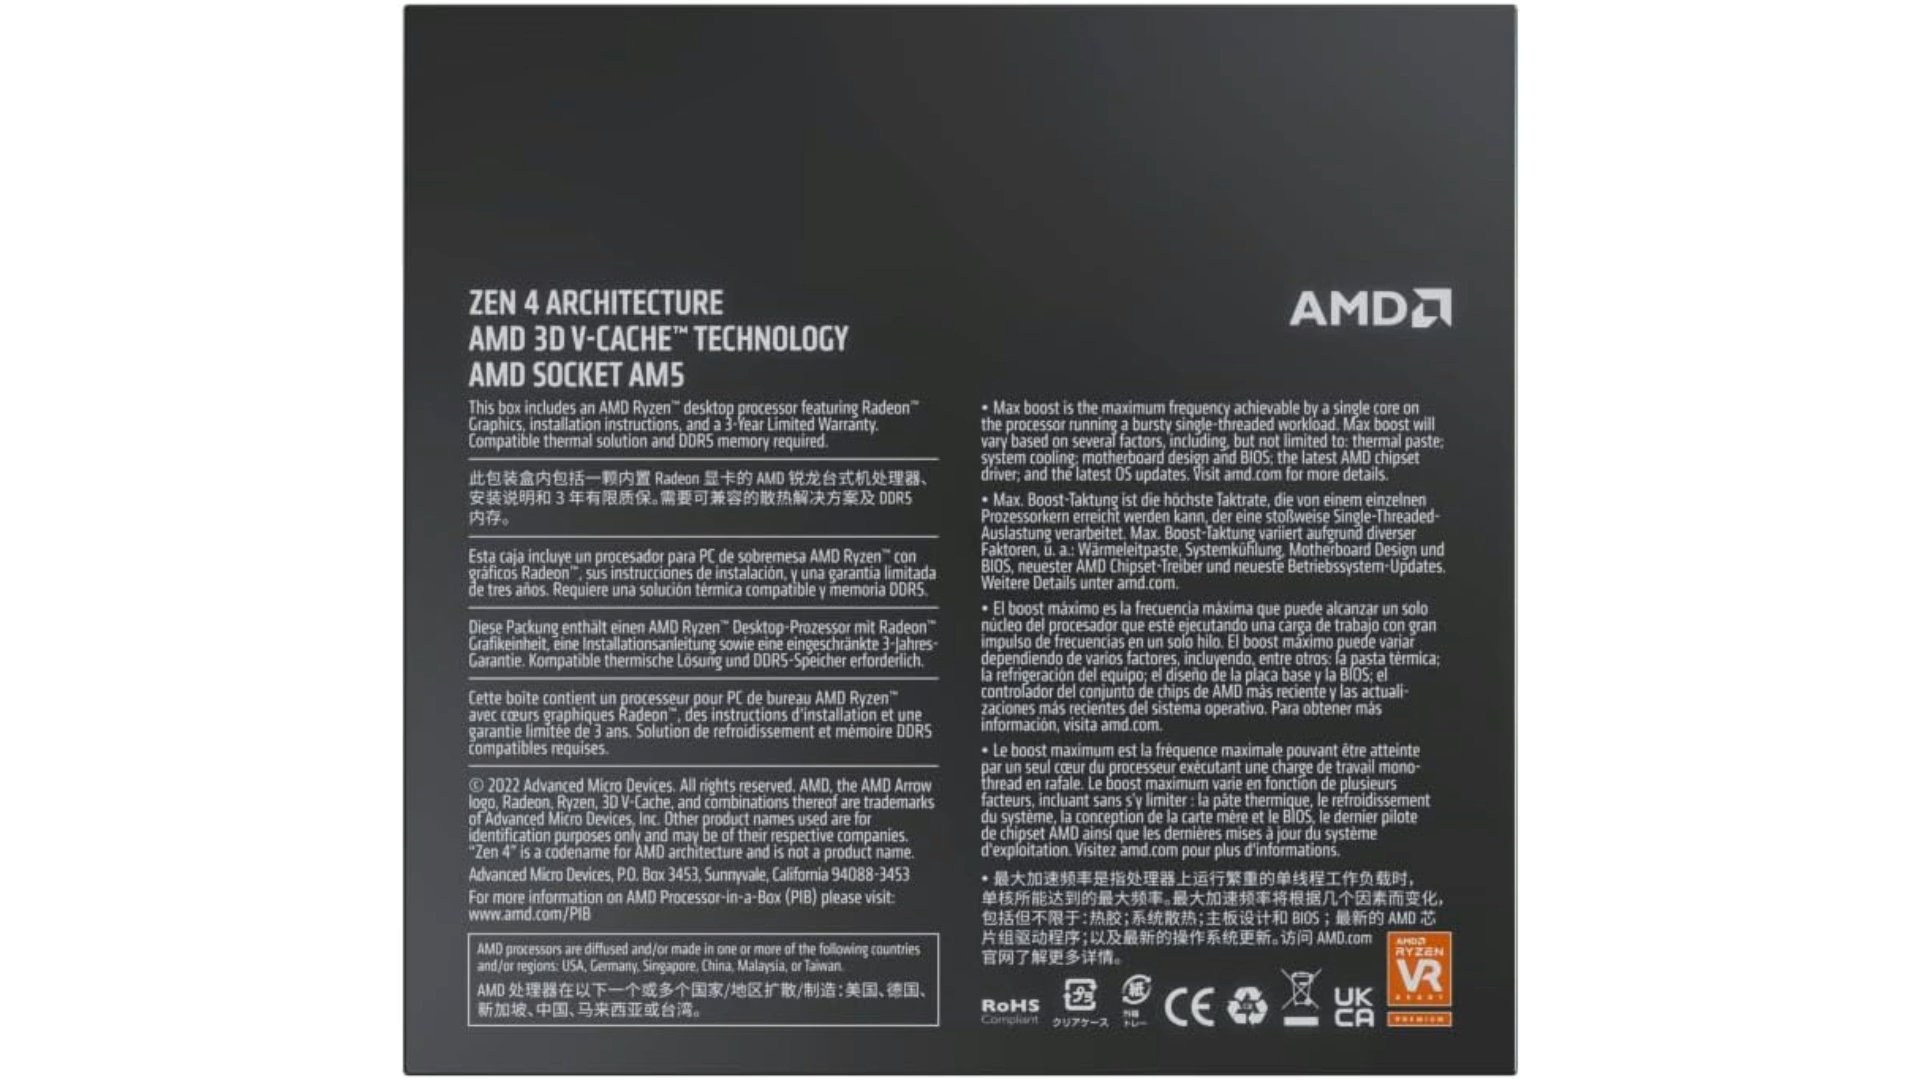 ZEN 4 ARCHITECTURE
AMD 3D V-CACHE™ TECHNOLOGY
AMD SOCKET AM5
This box includes an AMD Ryzen™ desktop processor featuring Radeon™
Graphics, installation instructions, and a 3-Year Limited Warranty.
Compatible thermal solution and DDR5 memory required.
此包装盒内包括一颗内置 Radeon 显卡的 AMD 锐龙台式机处理器、
安装说明和 3 年有限质保。需要可兼容的散热解决方案及 DDR5
内存。
Esta caja incluye un procesador para PC de sobremesa AMD Ryzen™ con
gráficos Radeon™, sus instrucciones de instalación, y una garantía limitada
de tres años. Requiere una solución térmica compatible y memoria DDR5.
Diese Packung enthält einen AMD Ryzen™ Desktop-Prozessor mit Radeon™
Grafikeinheit, eine Installationsanleitung sowie eine eingeschränkte 3-Jahres-
Garantie. Kompatible thermische Lösung und DDR5-Speicher erforderlich.
Cette boîte contient un processeur pour PC de bureau AMD Ryzen™
avec cœurs graphiques Radeon™, des instructions d'installation et une
garantie limitée de 3 ans. Solution de refroidissement et mémoire DDR5
compatibles requises.
© 2022 Advanced Micro Devices. All rights reserved. AMD, the AMD Arrow
logo, Radeon, Ryzen, 3D V-Cache, and combinations thereof are trademarks
of Advanced Micro Devices, Inc. Other product names used are for
identification purposes only and may be of their respective companies.
"Zen 4" is a codename for AMD architecture and is not a product name.
Advanced Micro Devices, P.O. Box 3453, Sunnyvale, California 94088-3453
For more information on AMD Processor-in-a-Box (PIB) please visit:
www.amd.com/PIB
AMD processors are diffused and/or made in one or more of the following countries
and/or regions: USA, Germany, Singapore, China, Malaysia, or Taiwan.
AMD 处理器在以下一个或多个国家/地区扩散/制造：美国、德国、
新加坡、中国、马来西亚或台湾。
AMD
• Max boost is the maximum frequency achievable by a single core on
the processor running a bursty single-threaded workload. Max boost will
vary based on several factors, including, but not limited to: thermal paste;
system cooling; motherboard design and BIOS; the latest AMD chipset
driver; and the latest OS updates. Visit amd.com for more details.
• Max. Boost-Taktung ist die höchste Taktrate, die von einem einzelnen
Prozessorkern erreicht werden kann, der eine stoßweise Single-Threaded-
Auslastung verarbeitet. Max. Boost-Taktung variiert aufgrund diverser
Faktoren, u. a.: Wärmeleitpaste, Systemkühlung, Motherboard Design und
BIOS, neuester AMD Chipset-Treiber und neueste Betriebssystem-Updates.
Weitere Details unter amd.com.
• El boost máximo es la frecuencia máxima que puede alcanzar un solo
núcleo del procesador que esté ejecutando una carga de trabajo con gran
impulso de frecuencias en un solo hilo. El boost máximo puede variar
dependiendo de varios factores, incluyendo, entre otros: la pasta térmica;
la refrigeración del equipo; el diseño de la placa base y la BIOS; el
controlador del conjunto de chips de AMD más reciente y las actuali-
zaciones más recientes del sistema operativo. Para obtener más
información, visita amd.com.
• Le boost maximum est la fréquence maximale pouvant être atteinte
par un seul cœur du processeur exécutant une charge de travail mono-
thread en rafale. Le boost maximum varie en fonction de plusieurs
facteurs, incluant sans s'y limiter : la pâte thermique, le refroidissement
du système, la conception de la carte mère et le BIOS, le dernier pilote
de chipset AMD ainsi que les dernières mises à jour du système
d'exploitation. Visitez amd.com pour plus d'informations.
• 最大加速频率是指处理器上运行繁重的单线程工作负载时，
单核所能达到的最大频率。最大加速频率将根据几个因素而变化，
包括但不限于：热胶；系统散热；主板设计和 BIOS；最新的 AMD 芯
片组驱动程序；以及最新的操作系统更新。访问 AMD.com
官网了解更多详情。
RoHS
Compliant
プラ
クリアケース
紙
外箱
トレー
CE
UK
CA
AMD
RYZEN
VR
READY
PREMIUM